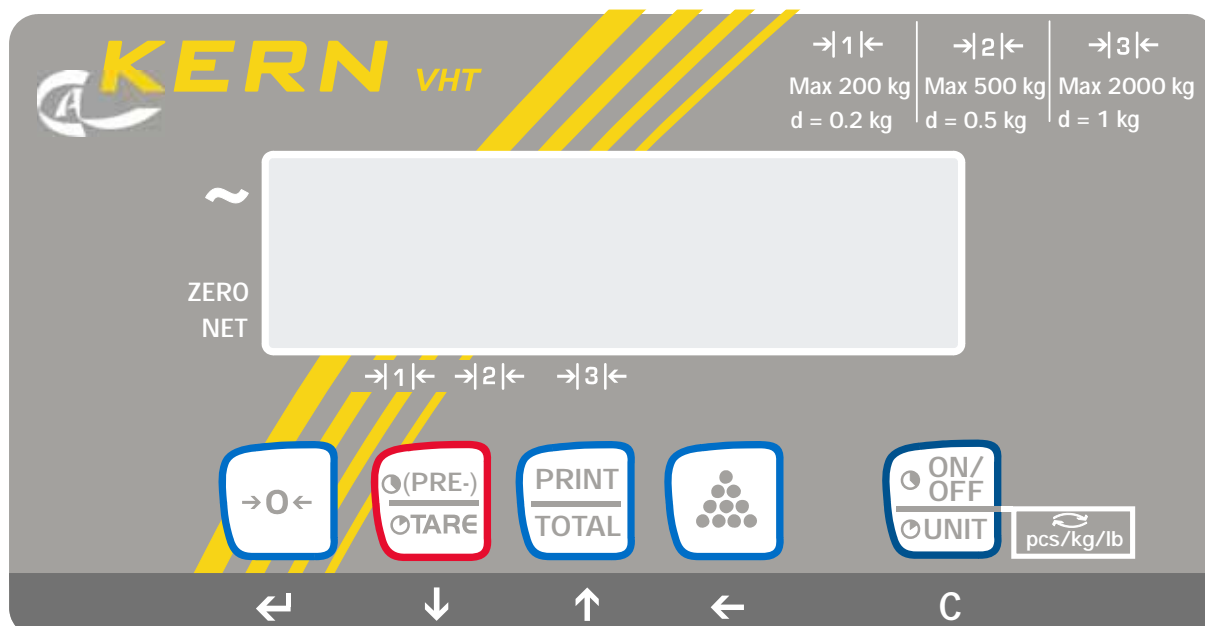 A KERN VHT
→|1|← →|2|← →|3|←
Max 200 kg Max 500 kg Max 2000 kg
d = 0.2 kg d = 0.5 kg d = 1 kg
~
ZERO
NET
→|1|← →|2|← →|3|←
→0←
(PRE-)
TARE
PRINT
TOTAL
ON/
OFF
UNIT
pcs/kg/lb
↵ ↓ ↑ ← C